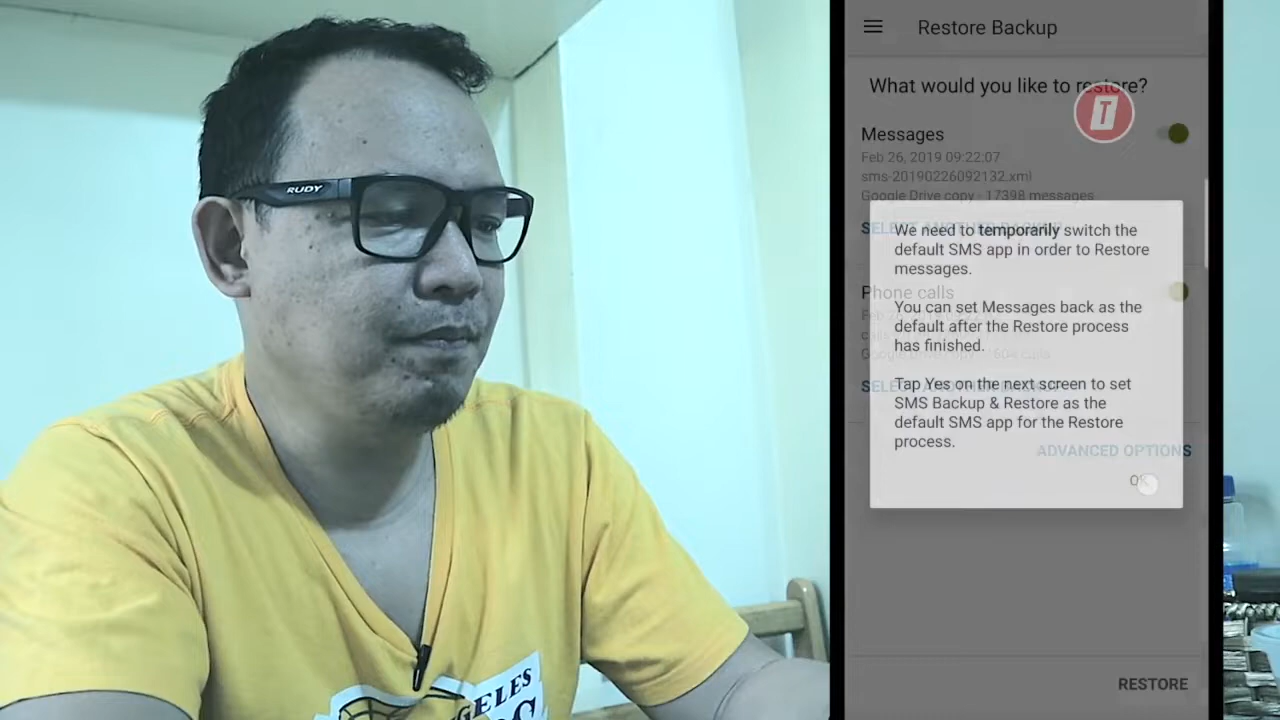 Restore Backup
What would you like to restore?
Messages
Feb 26, 2019 09:22:07
sms-20190226092132.xml
Google Drive copy - 17398 messages
SELECT ANOTHER BACKUP
We need to temporarily switch the
default SMS app in order to Restore
messages.
Phone calls
You can set Messages back as the
default after the Restore process
has finished.
Tap Yes on the next screen to set
SMS Backup & Restore as the
default SMS app for the Restore
process.
ADVANCED OPTIONS
OK
RESTORE
RUDY
T